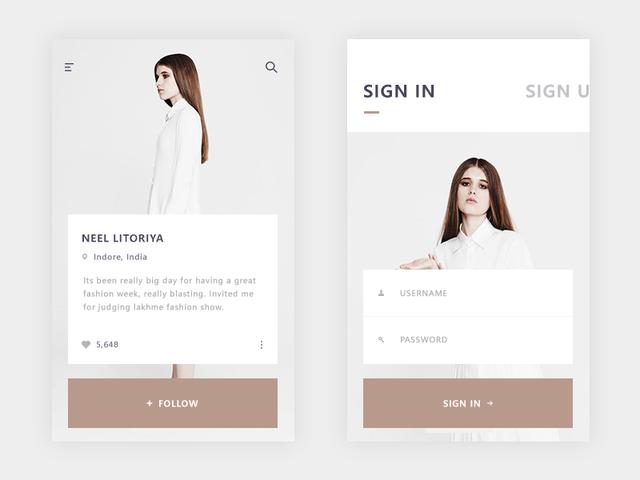 NEEL LITORIYA
Indore, India
Its been really big day for having a great
fashion week, really blasting. Invited me
for judging lakhme fashion show.
5,648
+ FOLLOW
SIGN IN
SIGN U
USERNAME
PASSWORD
SIGN IN →